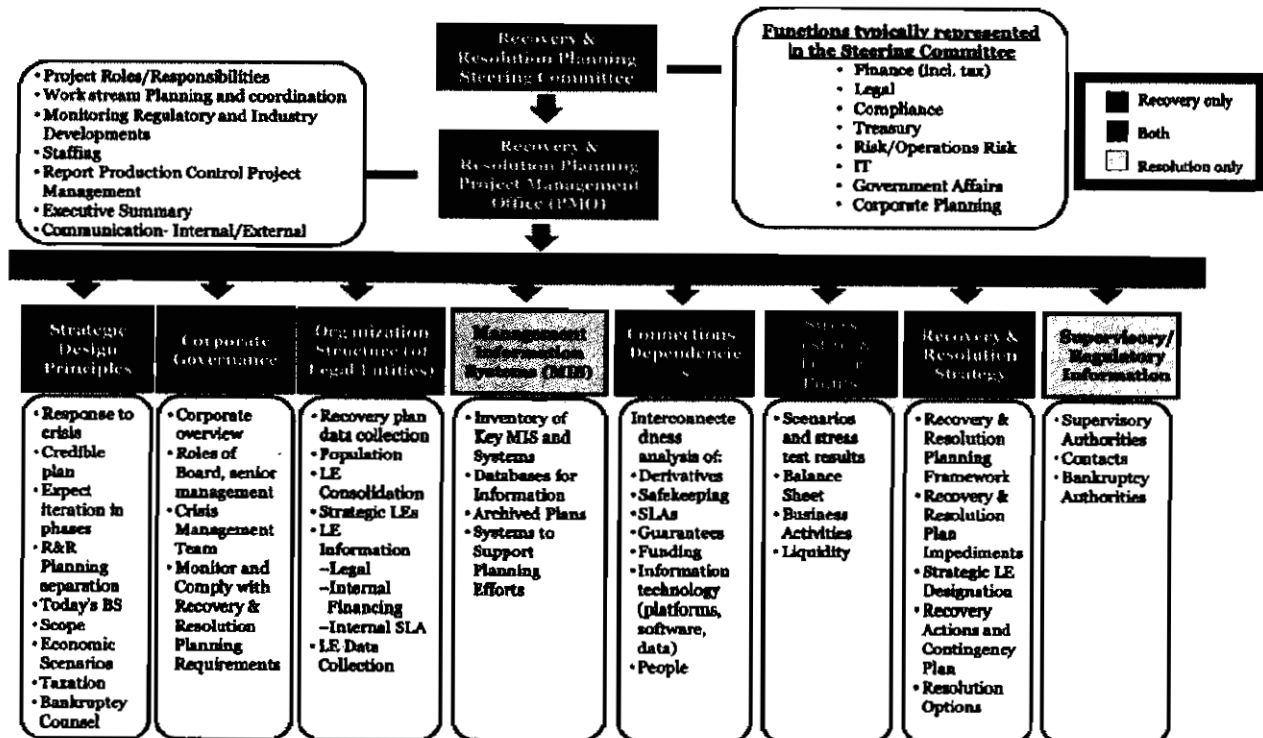 Recovery &
Resolution Planning
Steering Committee
Functions typically represented
in the Steering Committee
• Finance (incl. tax)
• Legal
• Compliance
• Treasury
• Risk/Operations Risk
• IT
• Government Affairs
• Corporate Planning
Recovery only
Both
Resolution only
• Project Roles/Responsibilities
• Work stream Planning and coordination
• Monitoring Regulatory and Industry
Developments
• Staffing
• Report Production Control Project
Management
• Executive Summary
• Communication- Internal/External
Recovery &
Resolution Planning
Project Management
Office (PMO)
Strategic
Design
Principles
• Response to
crisis
• Credible
plan
• Expect
iteration in
phases
• R&R
Planning
separation
• Today's BS
• Scope
• Economic
Scenarios
• Taxation
• Bankruptcy
Counsel
Corporate
Governance
• Corporate
overview
• Roles of
Board, senior
management
• Crisis
Management
Team
• Monitor and
Comply with
Recovery &
Resolution
Planning
Requirements
Organization
Structure (of
Legal Entities)
• Recovery plan
data collection
• Population
• LE
Consolidation
• Strategic LEs
• LE
Information
–Legal
–Internal
Financing
–Internal SLA
• LE Data
Collection
Management
Information
Systems (MIS)
• Inventory of
Key MIS and
Systems
• Databases for
Information
• Archived Plans
• Systems to
Support
Planning
Efforts
Connections
Dependencie
s
Interconnecte
dness
analysis of:
• Derivatives
• Safekeeping
• SLAs
• Guarantees
• Funding
• Information
technology
(platforms,
software,
data)
• People
• Scenarios
and stress
test results
• Balance
Sheet
• Business
Activities
• Liquidity
Recovery &
Resolution
Strategy
• Recovery &
Resolution
Planning
Framework
• Recovery &
Resolution
Plan
Impediments
• Strategic LE
Designation
• Recovery
Actions and
Contingency
Plan
• Resolution
Options
Supervisory/
Regulatory
Information
• Supervisory
Authorities
• Contacts
• Bankruptcy
Authorities